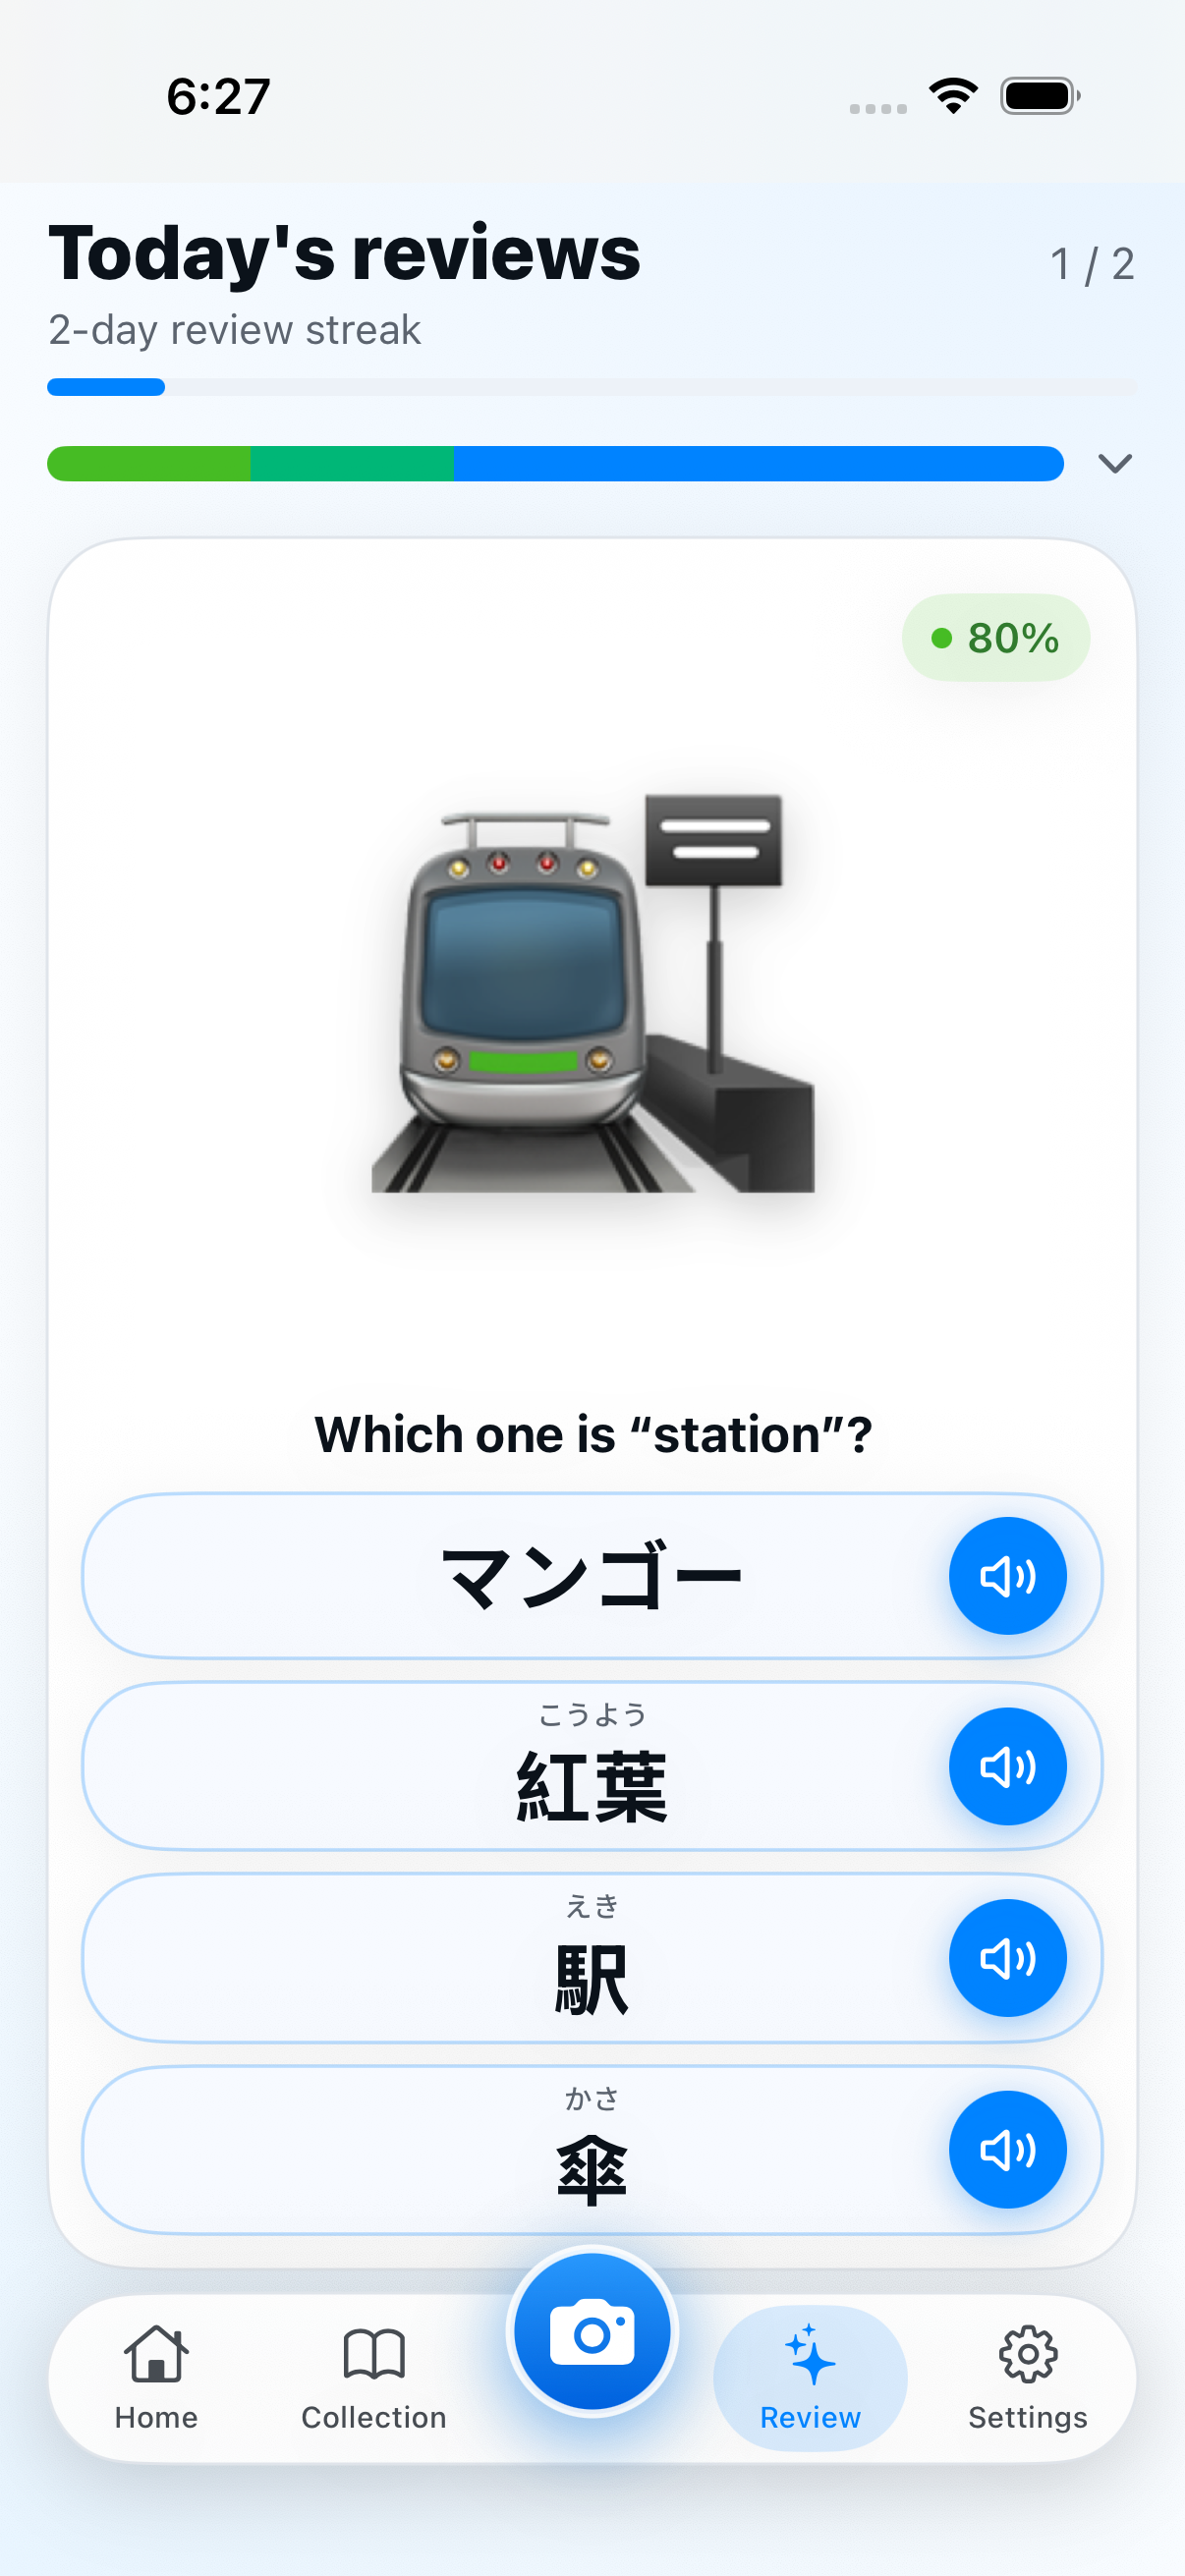 6:27
Today's reviews
1 / 2
2-day review streak
80%
Which one is “station”?
マンゴー
こうよう
紅葉
えき
駅
かさ
傘
Home
Collection
Review
Settings